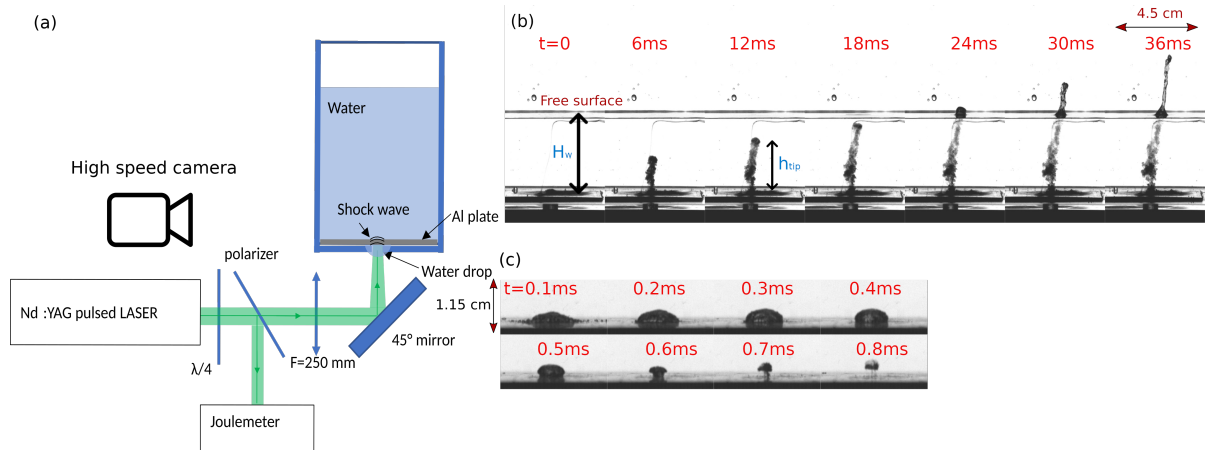 (a)
Water
High speed camera
Shock wave
Al plate
polarizer
Water drop
Nd :YAG pulsed LASER
45º mirror
λ/4
F=250 mm
Joulemeter
(b)
4.5 cm
t=0 6ms 12ms 18ms 24ms 30ms 36ms
Free surface
Hw
htip
(c)
1.15 cm
t=0.1ms 0.2ms 0.3ms 0.4ms
0.5ms 0.6ms 0.7ms 0.8ms